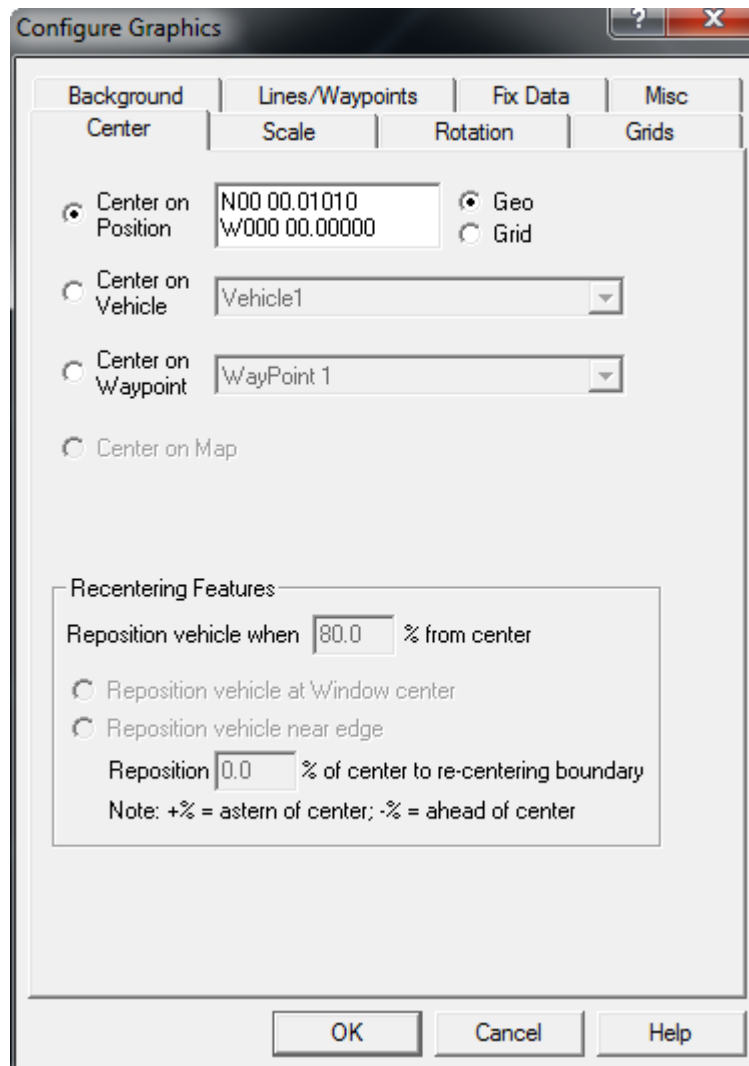 Configure Graphics
?
X
Background
Lines/Waypoints
Fix Data
Misc
Center
Scale
Rotation
Grids
Center on
Position
N00 00.01010
W000 00.00000
Geo
Grid
Center on
Vehicle
Vehicle1
Center on
Waypoint
WayPoint 1
Center on Map
Recentering Features
Reposition vehicle when 80.0 % from center
Reposition vehicle at Window center
Reposition vehicle near edge
Reposition 0.0 % of center to re-centering boundary
Note: +% = astern of center; -% = ahead of center
OK
Cancel
Help